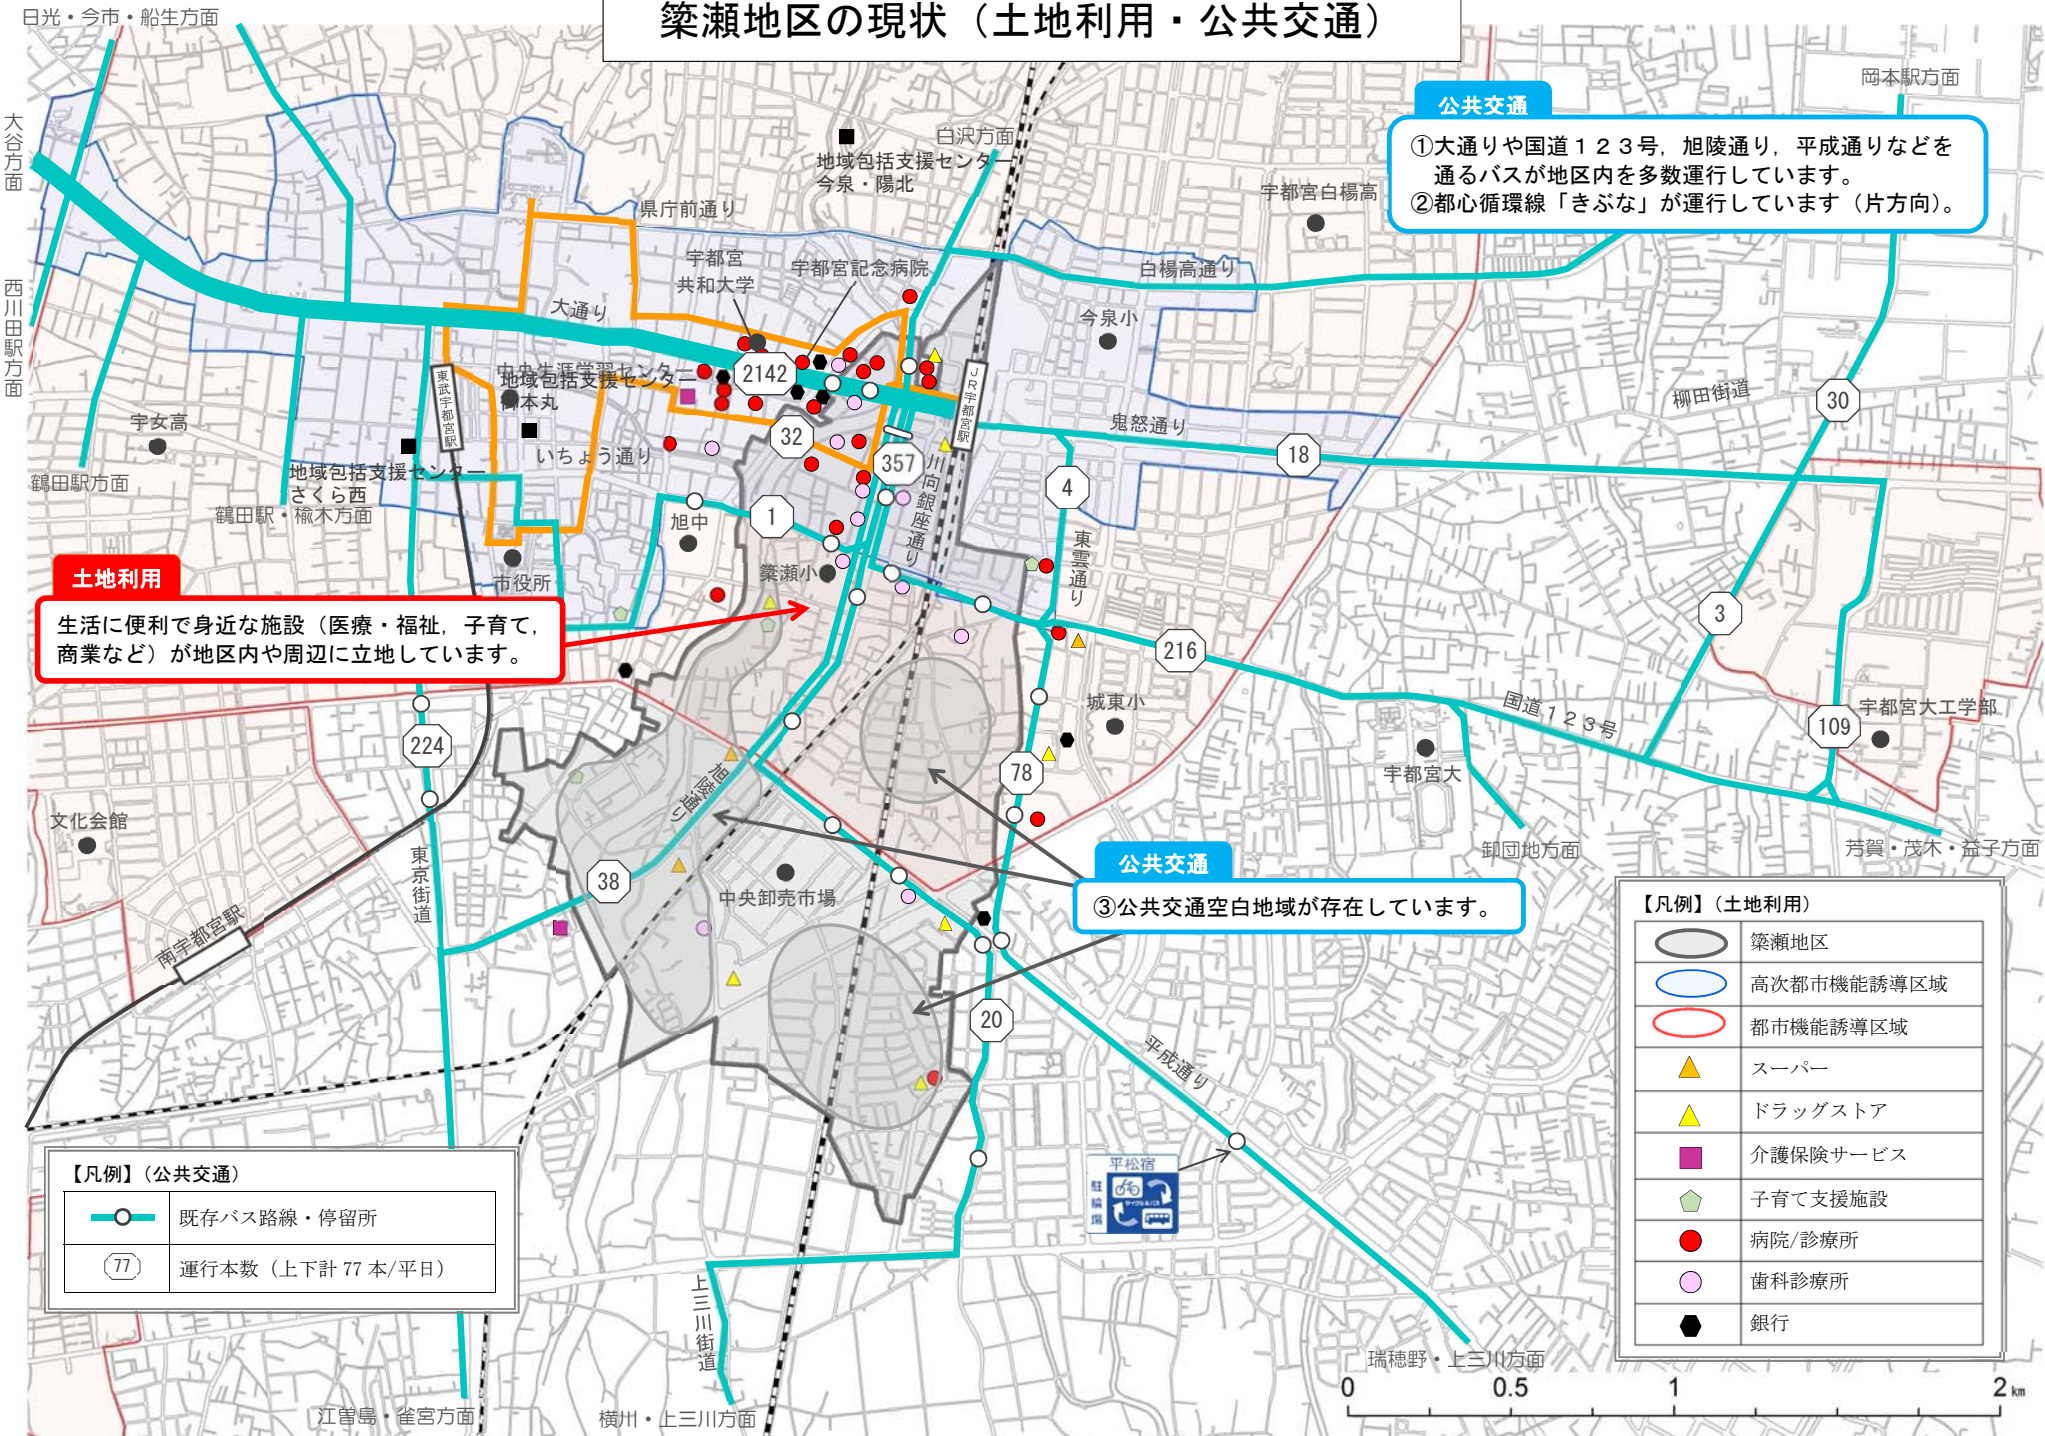 日光・今市・船生方面
簗瀬地区の現状（土地利用・公共交通）
岡本駅方面
大谷方面
公共交通
①大通りや国道１２３号，旭陵通り，平成通りなどを
通るバスが地区内を多数運行しています。
②都心循環線「きぶな」が運行しています（片方向）。
白沢方面
地域包括支援センター
今泉・陽北
宇都宮白楊高
県庁前通り
宇都宮
共和大学
宇都宮記念病院
白楊高通り
西川田駅方面
大通り
今泉小
中央生涯学習センター
地域包括支援センター
御本丸
2142
東武宇都宮駅
ＪＲ宇都宮駅
柳田街道
30
宇女高
鬼怒通り
32
18
いちょう通り
357
地域包括支援センター
さくら西
鶴田駅方面
鶴田駅・楡木方面
川向銀座通り
4
1
旭中
東雲通り
市役所
簗瀬小
土地利用
生活に便利で身近な施設（医療・福祉，子育て，
商業など）が地区内や周辺に立地しています。
3
216
城東小
国道１２３号
宇都宮大工学部
109
224
旭陵通り
78
宇都宮大
文化会館
東京街道
卸団地方面
芳賀・茂木・益子方面
公共交通
③公共交通空白地域が存在しています。
38
中央卸売市場
南宇都宮駅
20
平成通り
【凡例】（土地利用）
簗瀬地区
高次都市機能誘導区域
都市機能誘導区域
スーパー
ドラッグストア
介護保険サービス
子育て支援施設
病院/診療所
歯科診療所
銀行
【凡例】（公共交通）
既存バス路線・停留所
77
運行本数（上下計 77 本/平日）
平松宿
駐輪場
サイクル＆バス
上三川街道
瑞穂野・上三川方面
江曽島・雀宮方面
横川・上三川方面
0 0.5 1 2 km